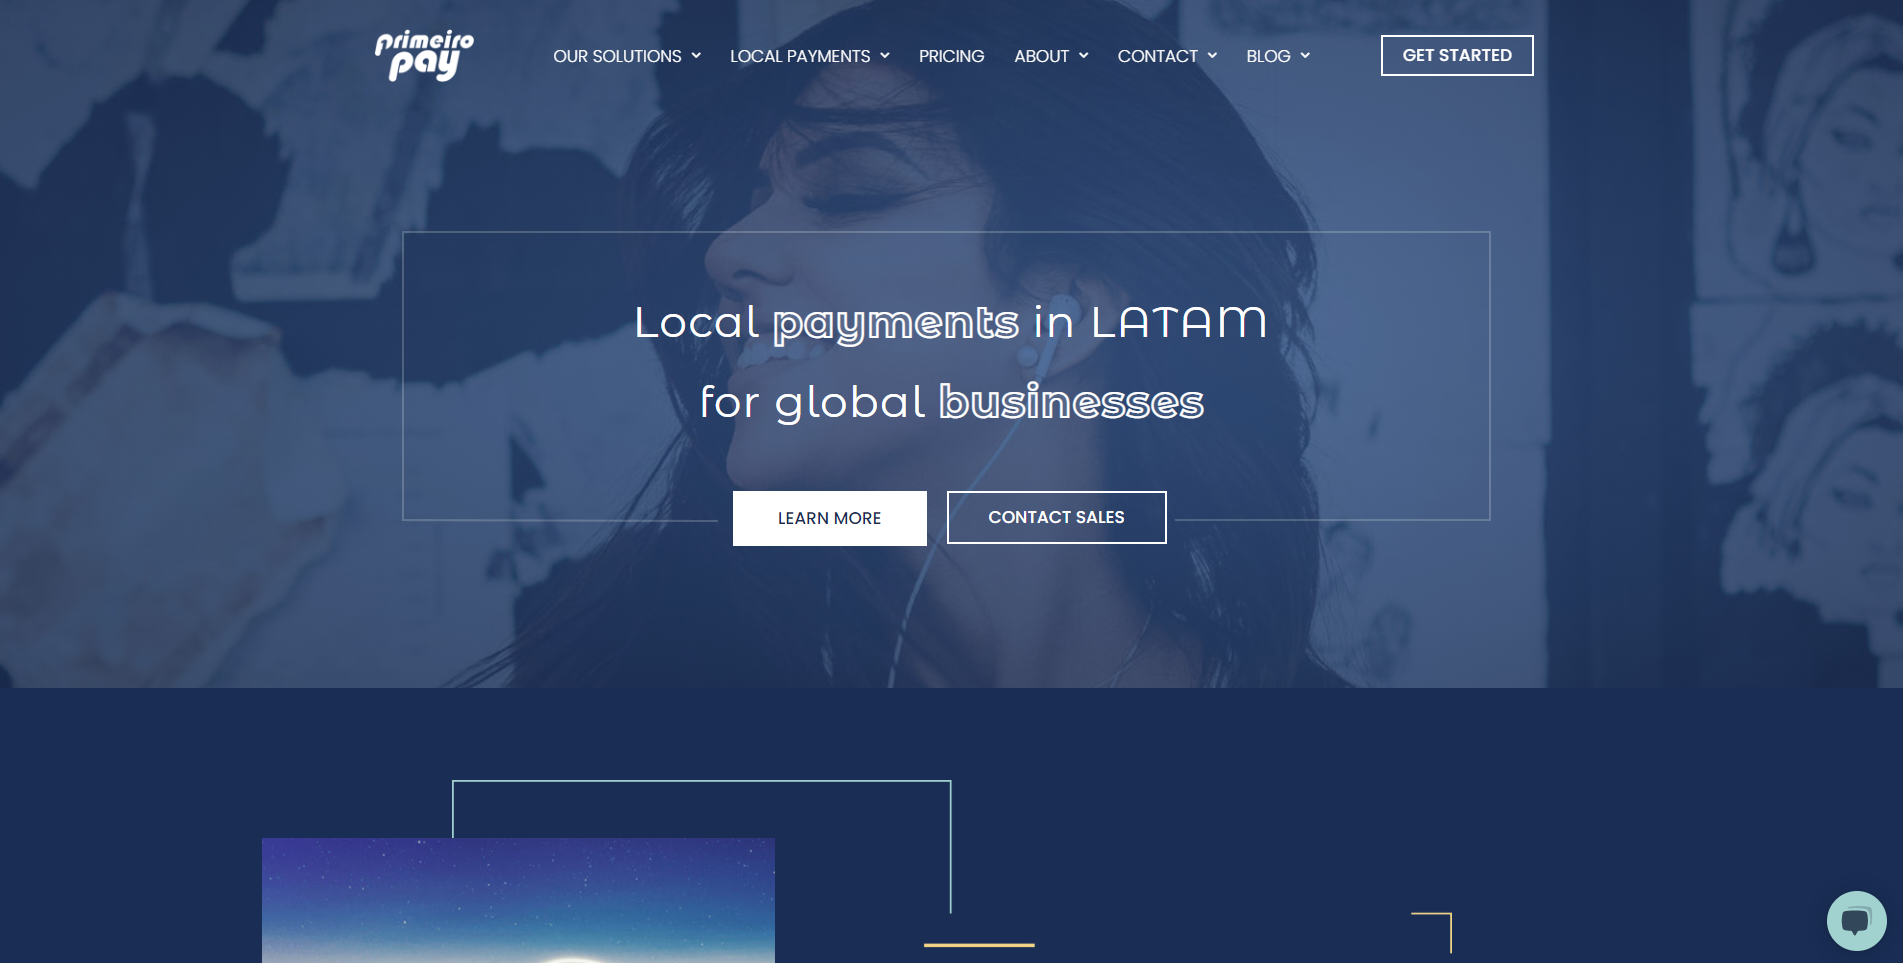 primeiro
pay
OUR SOLUTIONS
LOCAL PAYMENTS
PRICING
ABOUT
CONTACT
BLOG
GET STARTED
Local payments in LATAM
for global businesses
LEARN MORE
CONTACT SALES